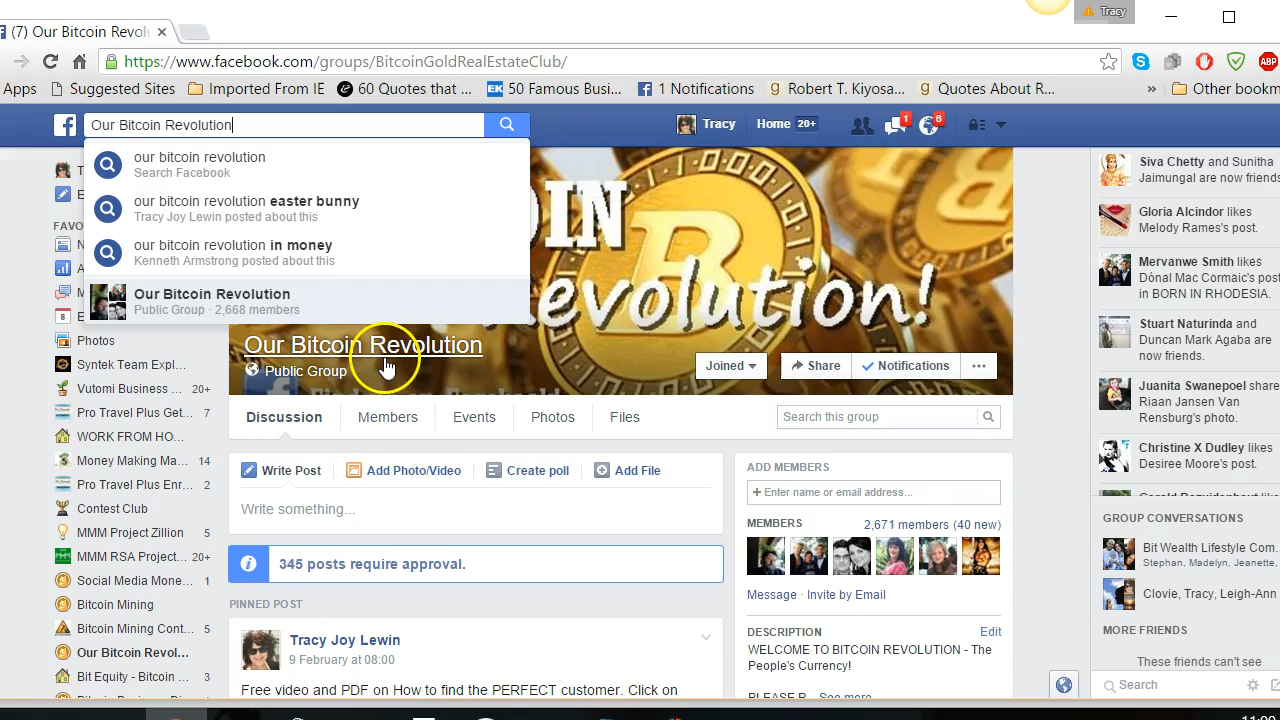 Tracy
(7) Our Bitcoin Revolu
https://www.facebook.com/groups/BitcoinGoldRealEstateClub/
Apps Suggested Sites Imported From IE 60 Quotes that ... 50 Famous Busi... 1 Notifications Robert T. Kiyosa... Quotes About R... » Other bookm
Our Bitcoin Revolution
Tracy Home 20+ 1 6
our bitcoin revolution
Search Facebook
our bitcoin revolution easter bunny
Tracy Joy Lewin posted about this
our bitcoin revolution in money
Kenneth Armstrong posted about this
Our Bitcoin Revolution
Public Group · 2,668 members
FAVO
Photos
Syntek Team Expl...
Vutomi Business ... 20+
Pro Travel Plus Get... 7
WORK FROM HO...
Money Making Ma... 14
Pro Travel Plus Enr... 2
Contest Club
MMM Project Zillion 5
MMM RSA Project... 20+
Social Media Mone... 1
Bitcoin Mining
Bitcoin Mining Cont... 5
Our Bitcoin Revol...
Bit Equity - Bitcoin ... 3
OIN
evolution!
Our Bitcoin Revolution
Public Group
Joined Share Notifications ...
Discussion Members Events Photos Files
Search this group
Write Post Add Photo/Video Create poll Add File
Write something...
345 posts require approval.
PINNED POST
Tracy Joy Lewin
9 February at 08:00
Free video and PDF on How to find the PERFECT customer. Click on
ADD MEMBERS
+ Enter name or email address...
MEMBERS 2,671 members (40 new)
Message · Invite by Email
DESCRIPTION Edit
WELCOME TO BITCOIN REVOLUTION - The
People's Currency!
PLEASE R... See more
Siva Chetty and Sunitha
Jaimungal are now friends.
Gloria Alcindor likes
Melody Rames's post.
Mervanwe Smith likes
Dónal Mac Cormaic's post
in BORN IN RHODESIA.
Stuart Naturinda and
Duncan Mark Agaba are
now friends.
Juanita Swanepoel share
Riaan Jansen Van
Rensburg's photo.
Christine X Dudley likes
Desiree Moore's post.
GROUP CONVERSATIONS
Bit Wealth Lifestyle Com...
Stephan, Madelyn, Jeanette,
Clovie, Tracy, Leigh-Ann
MORE FRIENDS
These friends can't see
Search